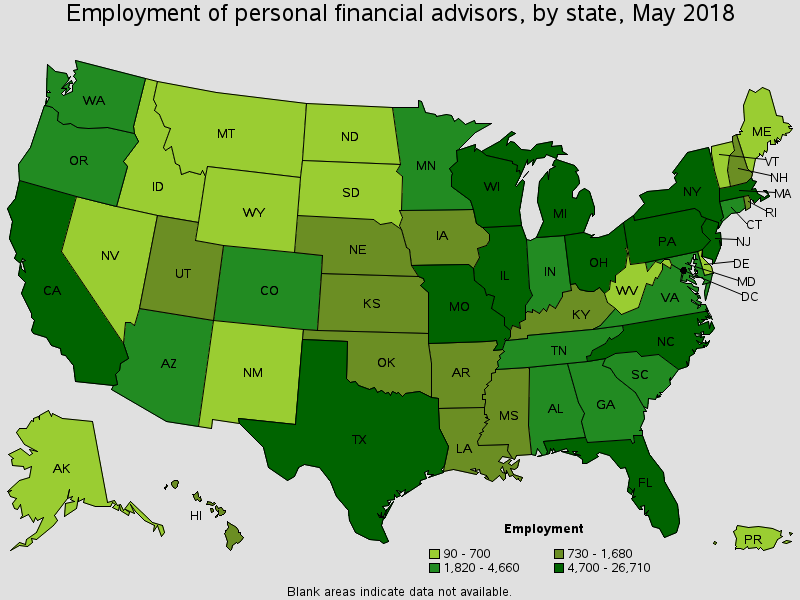 Employment of personal financial advisors, by state, May 2018
WA
MT
ND
MN
ME
OR
ID
SD
WI
MI
NY
VT
NH
MA
RI
CT
WY
IA
PA
NJ
NV
UT
NE
IL
IN
OH
DE
MD
DC
CA
CO
KS
MO
WV
VA
KY
AZ
NM
OK
AR
TN
NC
SC
TX
LA
MS
AL
GA
FL
AK
HI
PR
Employment
90 - 700
730 - 1,680
1,820 - 4,660
4,700 - 26,710
Blank areas indicate data not available.